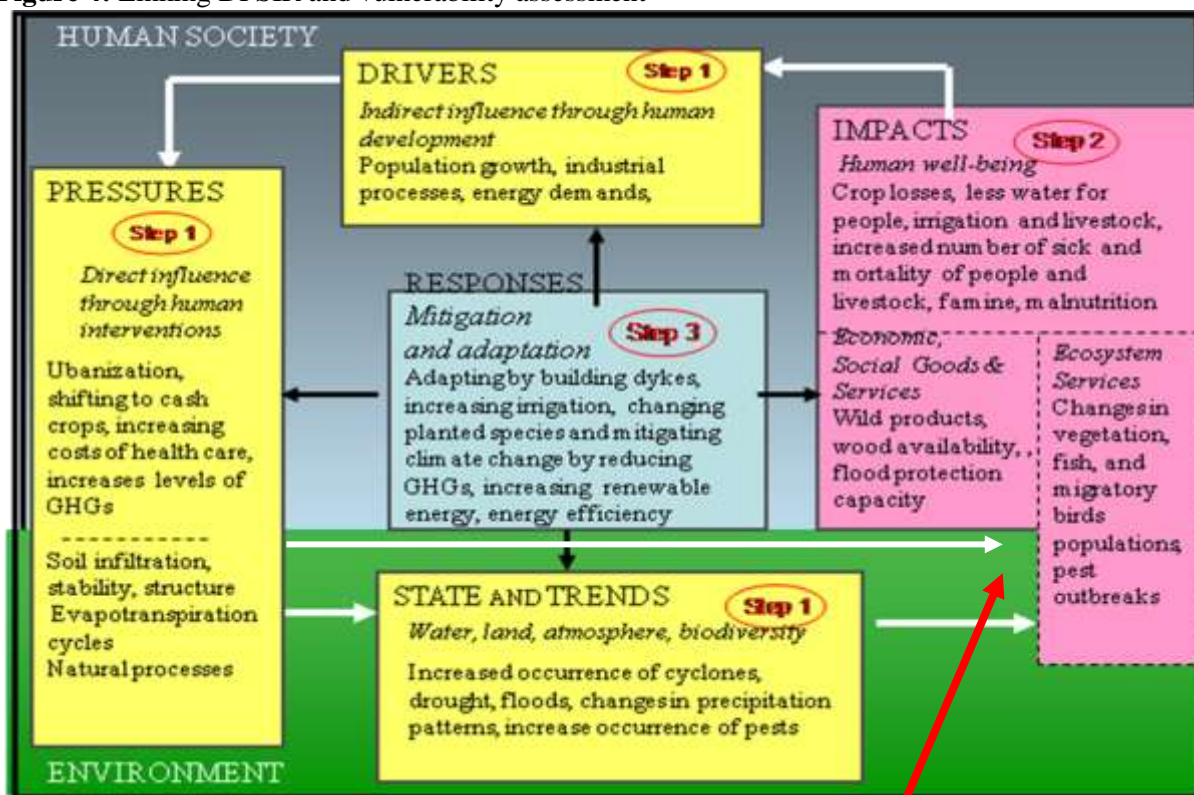 Figure 4. Linking DPSIR and vulnerability assessment
HUMAN SOCIETY
DRIVERS
Step 1
Indirect influence through human
development
Population growth, industrial
processes, energy demands,
PRESSURES
Step 1
Direct influence
through human
interventions
Ubanization,
shifting to cash
crops, increasing
costs of health care,
increases levels of
GHGs
Soil infiltration,
stability, structure
Evapotranspiration
cycles
Natural processes
RESPONSES
Mitigation
and adaptation
Step 3
Adapting by building dykes,
increasing irrigation, changing
planted species and mitigating
climate change by reducing
GHGs, increasing renewable
energy, energy efficiency
IMPACTS
Step 2
Human well-being
Crop losses, less water for
people, irrigation and livestock,
increased number of sick and
mortality of people and
livestock, famine, malnutrition
Economic,
Social Goods &
Services
Wild products,
wood availability, ,
flood protection
capacity
Ecosystem
Services
Changes in
vegetation,
fish, and
migratory
birds
populations,
pest
outbreaks
STATE AND TRENDS
Step 1
Water, land, atmosphere, biodiversity
Increased occurrence of cyclones,
drought, floods, changes in precipitation
patterns, increase occurrence of pests
ENVIRONMENT